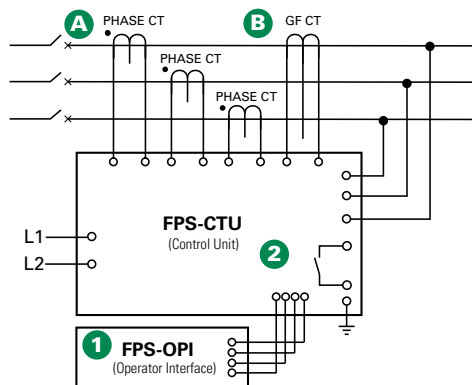 A PHASE CT
B GF CT
PHASE CT
PHASE CT
FPS-CTU
(Control Unit)
L1
L2
2
1 FPS-OPI
(Operator Interface)